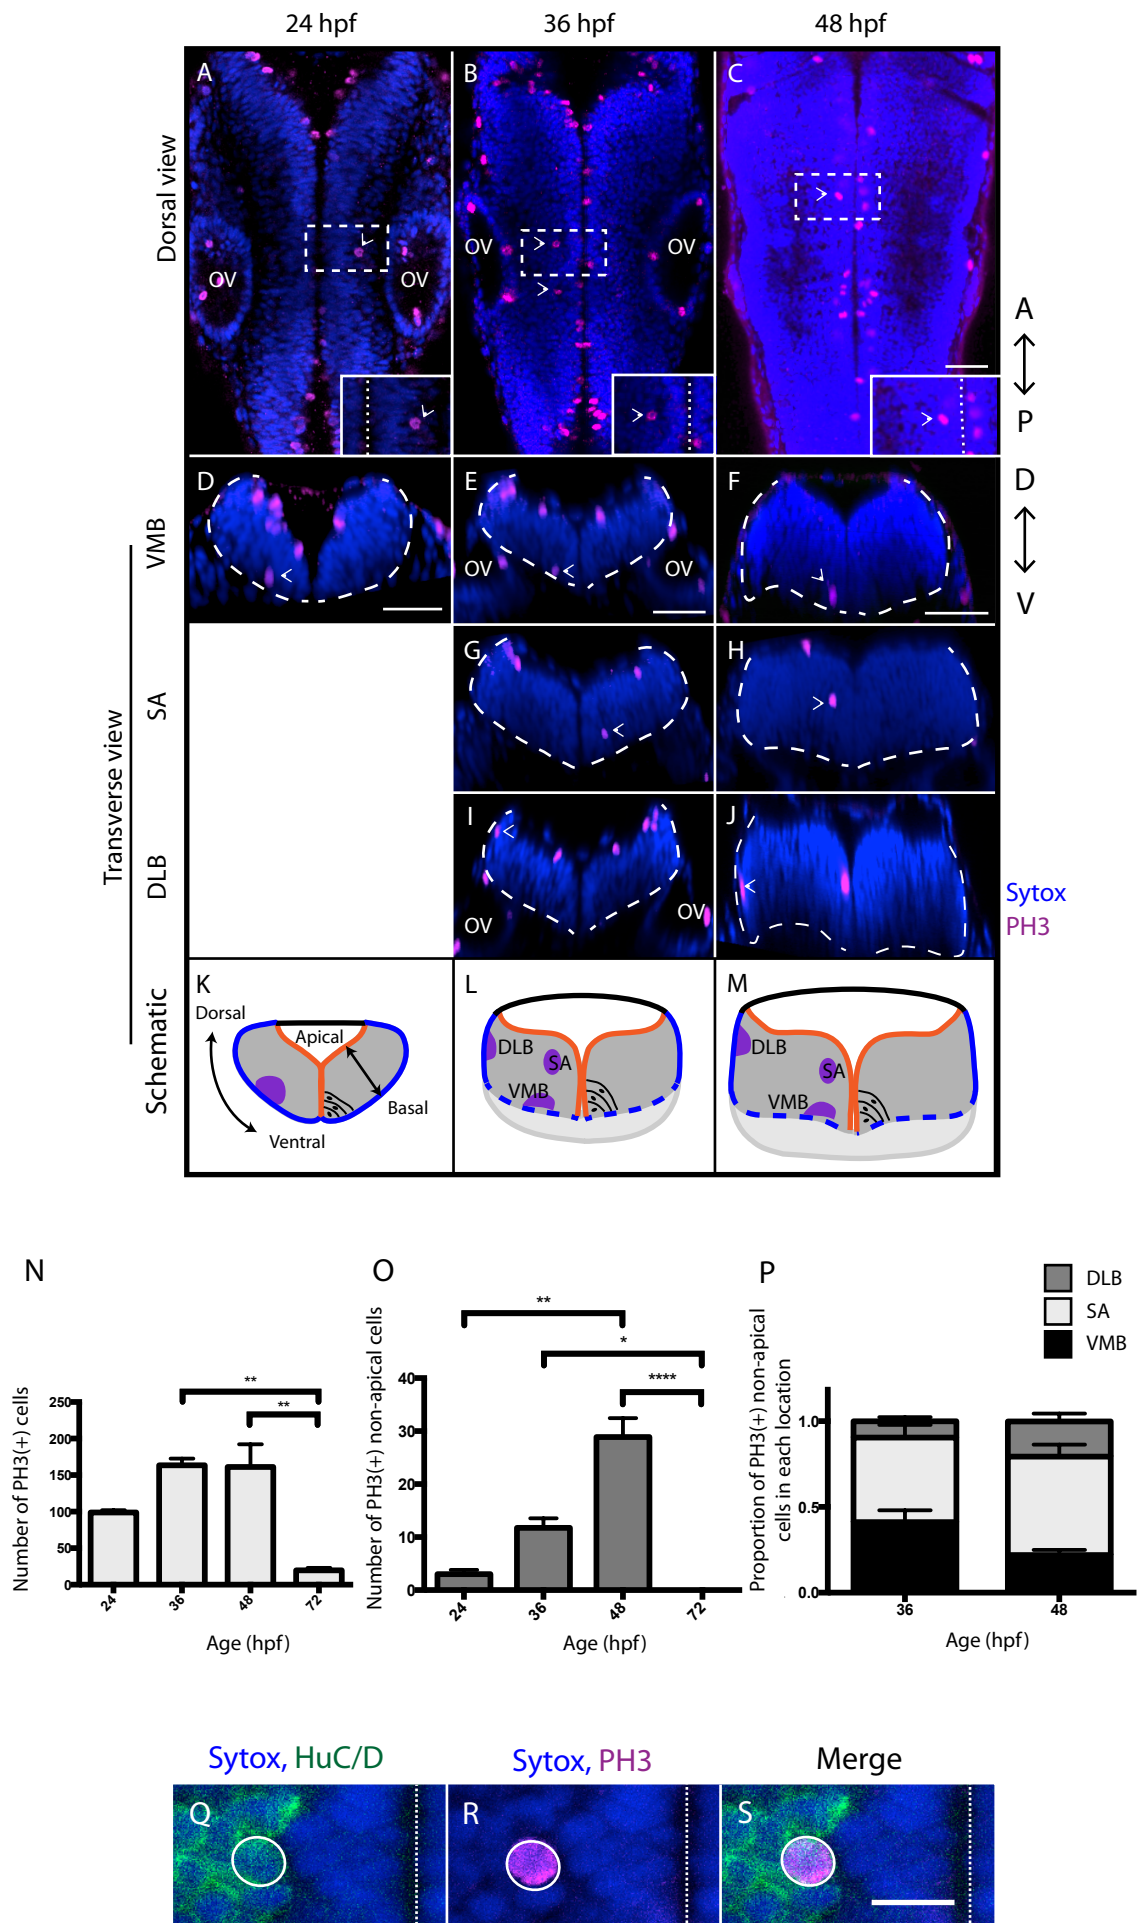 24 hpf
36 hpf
48 hpf
Dorsal view
A
B
C
OV
OV
OV
OV
A
P
Transverse view
VMB
D
E
F
OV
OV
D
V
SA
G
H
DLB
I
J
OV
OV
Sytox
PH3
Schematic
K
Dorsal
Apical
Basal
Ventral
L
DLB
SA
VMB
M
DLB
SA
VMB
N
Number of PH3(+) cells
250
200
150
100
50
0
**
**
24
36
48
72
Age (hpf)
O
Number of PH3(+) non-apical cells
40
30
20
10
0
**
*
****
24
36
48
72
Age (hpf)
P
DLB
SA
VMB
Proportion of PH3(+) non-apical
cells in each location
1.0
0.5
0.0
36
48
Age (hpf)
Sytox, HuC/D
Sytox, PH3
Merge
Q
R
S